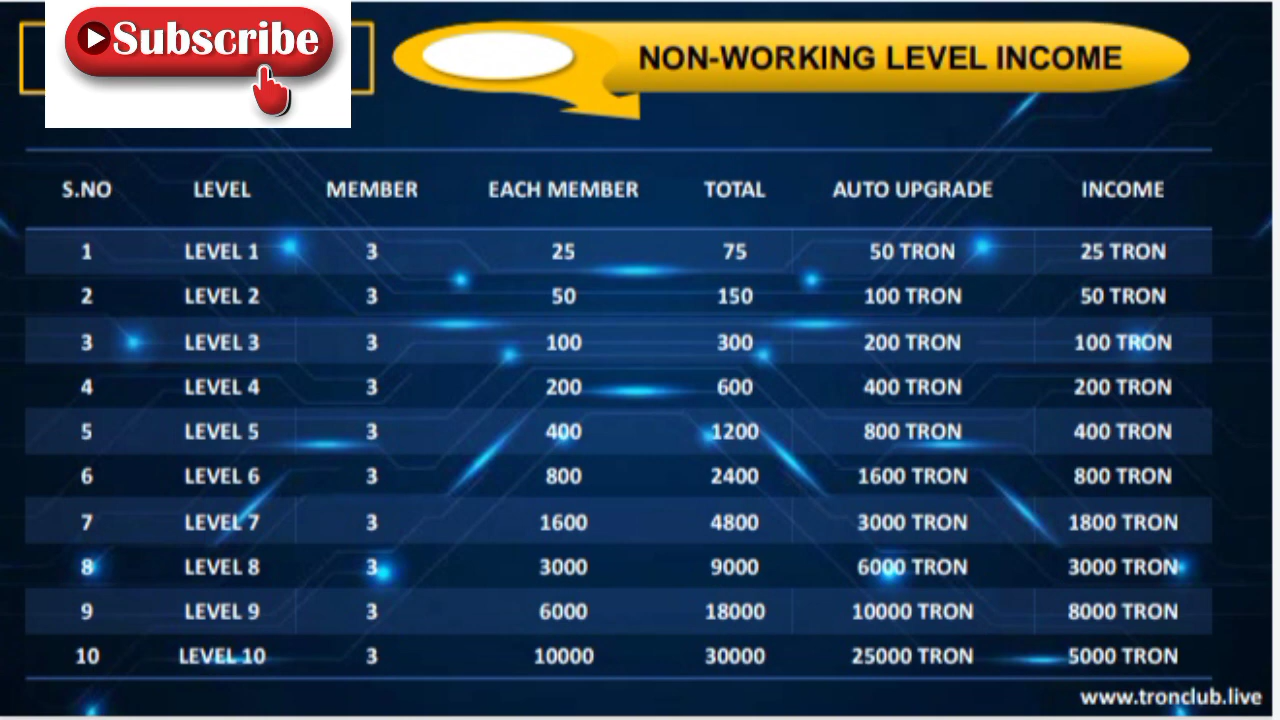 Subscribe
NON-WORKING LEVEL INCOME
S.NO LEVEL MEMBER EACH MEMBER TOTAL AUTO UPGRADE INCOME
1 LEVEL 1 3 25 75 50 TRON 25 TRON
2 LEVEL 2 3 50 150 100 TRON 50 TRON
3 LEVEL 3 3 100 300 200 TRON 100 TRON
4 LEVEL 4 3 200 600 400 TRON 200 TRON
5 LEVEL 5 3 400 1200 800 TRON 400 TRON
6 LEVEL 6 3 800 2400 1600 TRON 800 TRON
7 LEVEL 7 3 1600 4800 3000 TRON 1800 TRON
8 LEVEL 8 3 3000 9000 6000 TRON 3000 TRON
9 LEVEL 9 3 6000 18000 10000 TRON 8000 TRON
10 LEVEL 10 3 10000 30000 25000 TRON 5000 TRON
www.tronclub.live